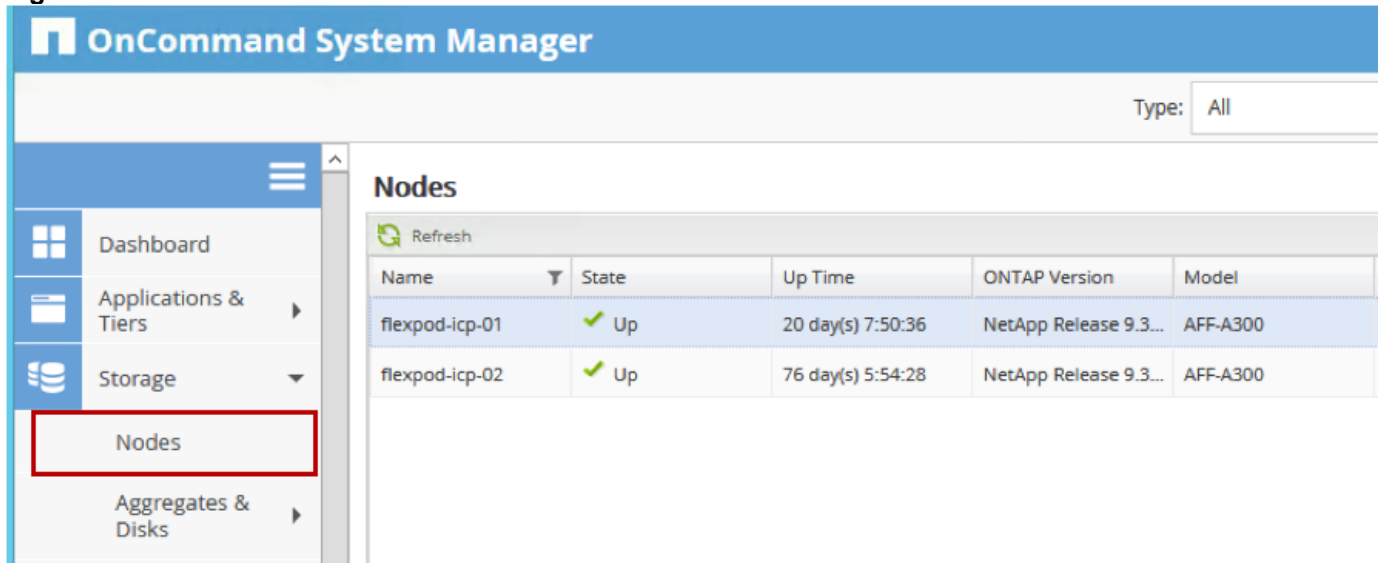 OnCommand System Manager
Type: All
Nodes
Dashboard
Refresh
Name State Up Time ONTAP Version Model
Applications &
Tiers
flexpod-icp-01 Up 20 day(s) 7:50:36 NetApp Release 9.3... AFF-A300
Storage
flexpod-icp-02 Up 76 day(s) 5:54:28 NetApp Release 9.3... AFF-A300
Nodes
Aggregates &
Disks